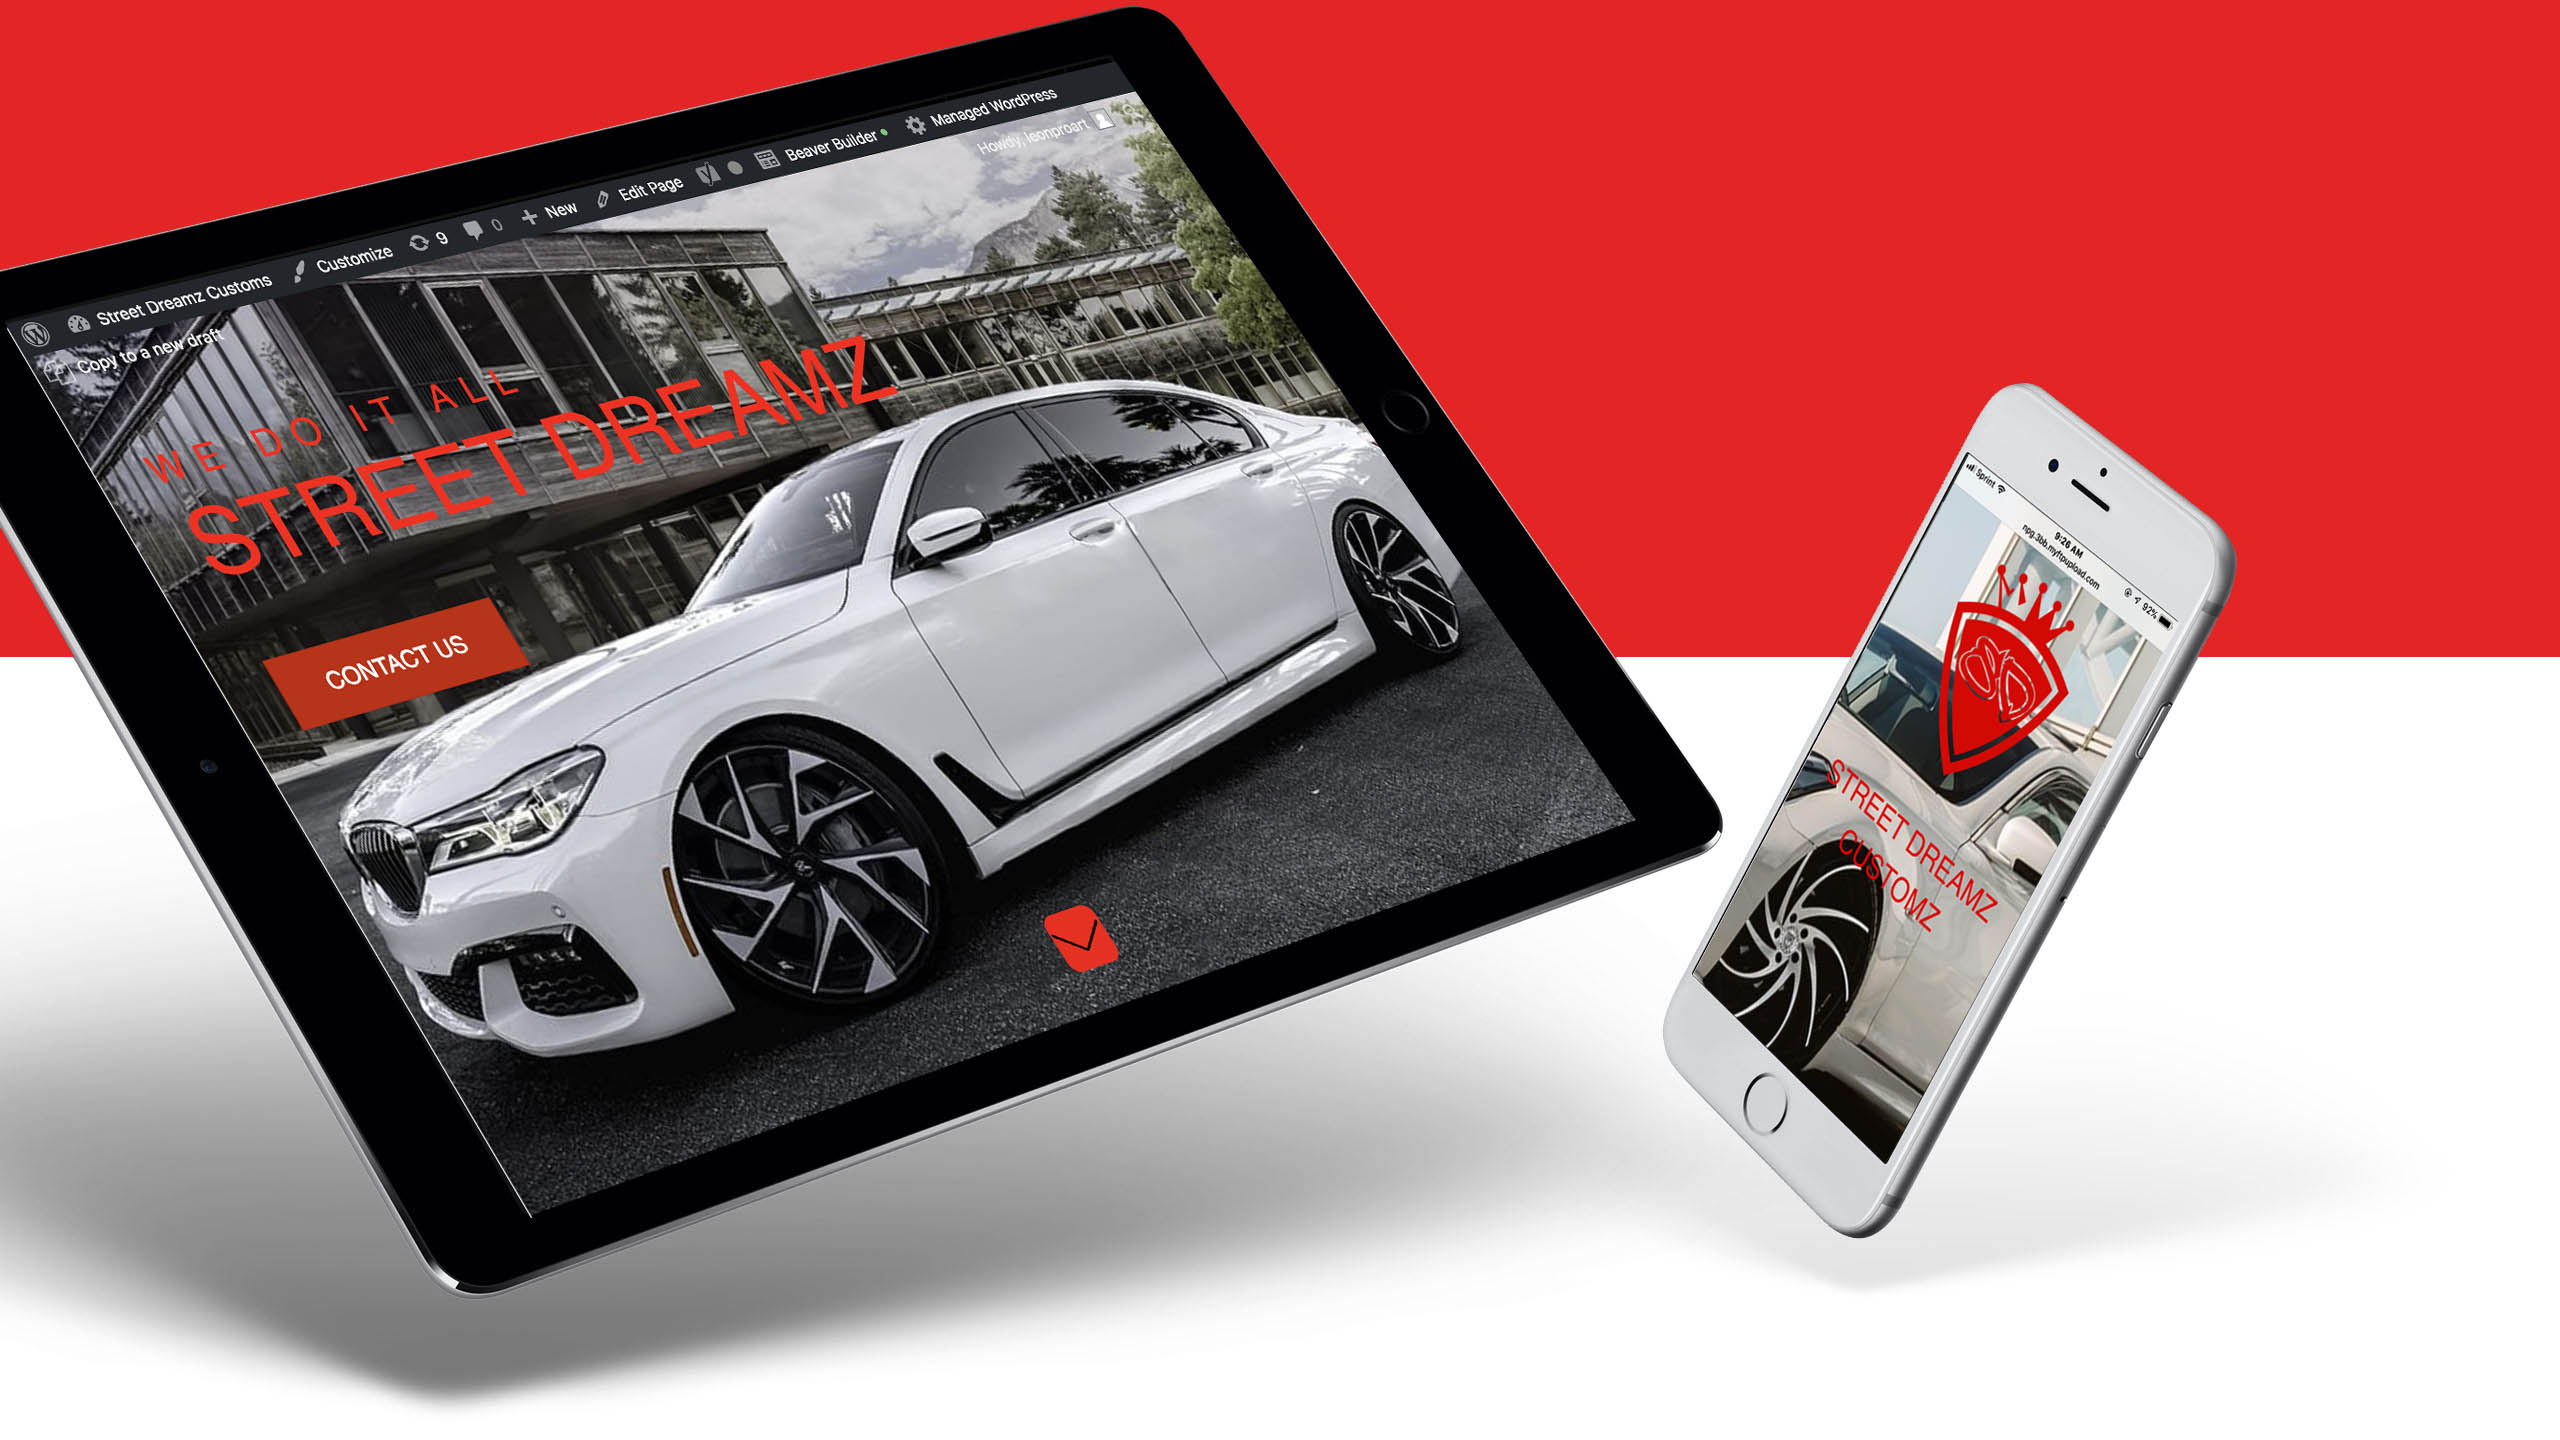 Street Dreamz Customs Customize 9 0 New Edit Page Beaver Builder Managed WordPress
Copy to a new draft Howdy, leonproart
WE DO IT ALL
STREET DREAMZ
CONTACT US
Sprint 9:26 AM 92%
npg.3bb.myftpupload.com
STREET DREAMZ
CUSTOMZ